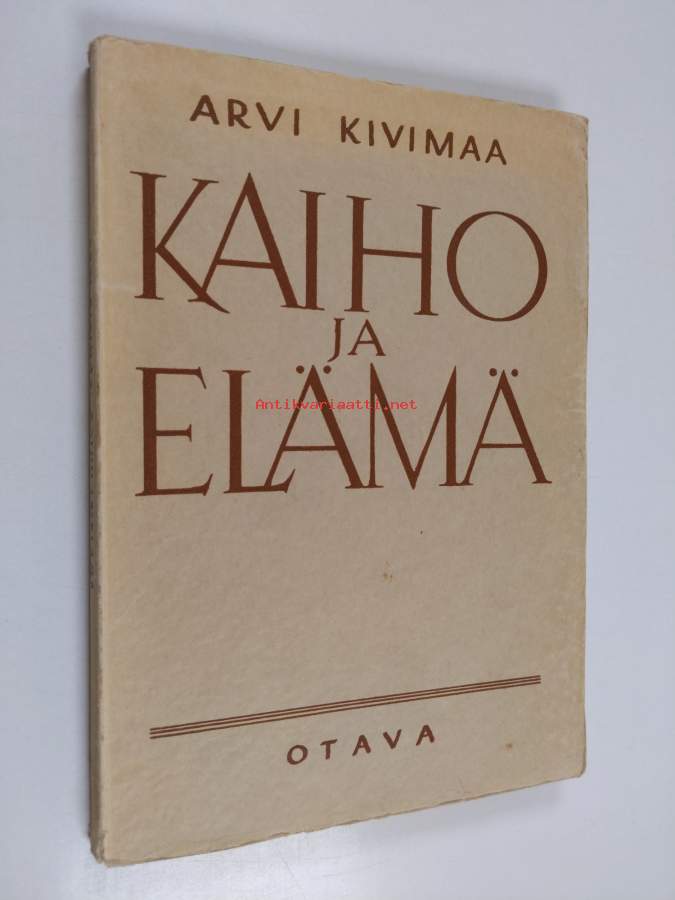 ARVI KIVIMAA
KAIHO
JA
ELÄMÄ
Antikvariaatti.net
OTAVA